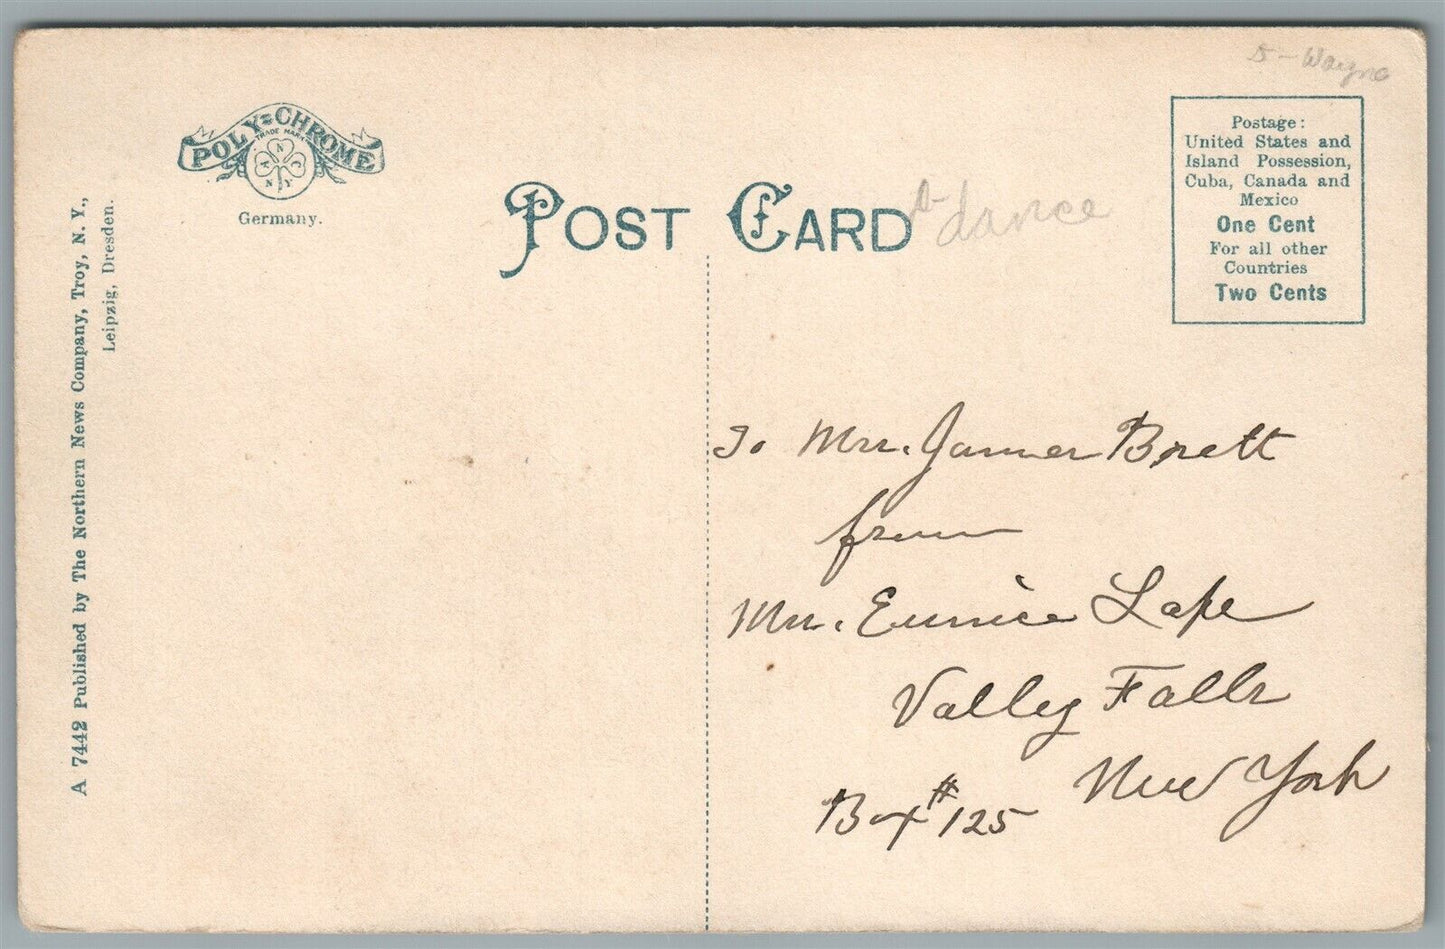 POLY=CHROME
TRADE MARK
A N C
N Y
Germany.
A 7442 Published by The Northern News Company, Troy, N. Y.,
Leipzig, Dresden.
POST CARD
dance
Wayne
Postage:
United States and
Island Possession,
Cuba, Canada and
Mexico
One Cent
For all other
Countries
Two Cents
To Mrs. Brett
from
Mrs. Eunice Lape
Valley Falls
New York
Box #125